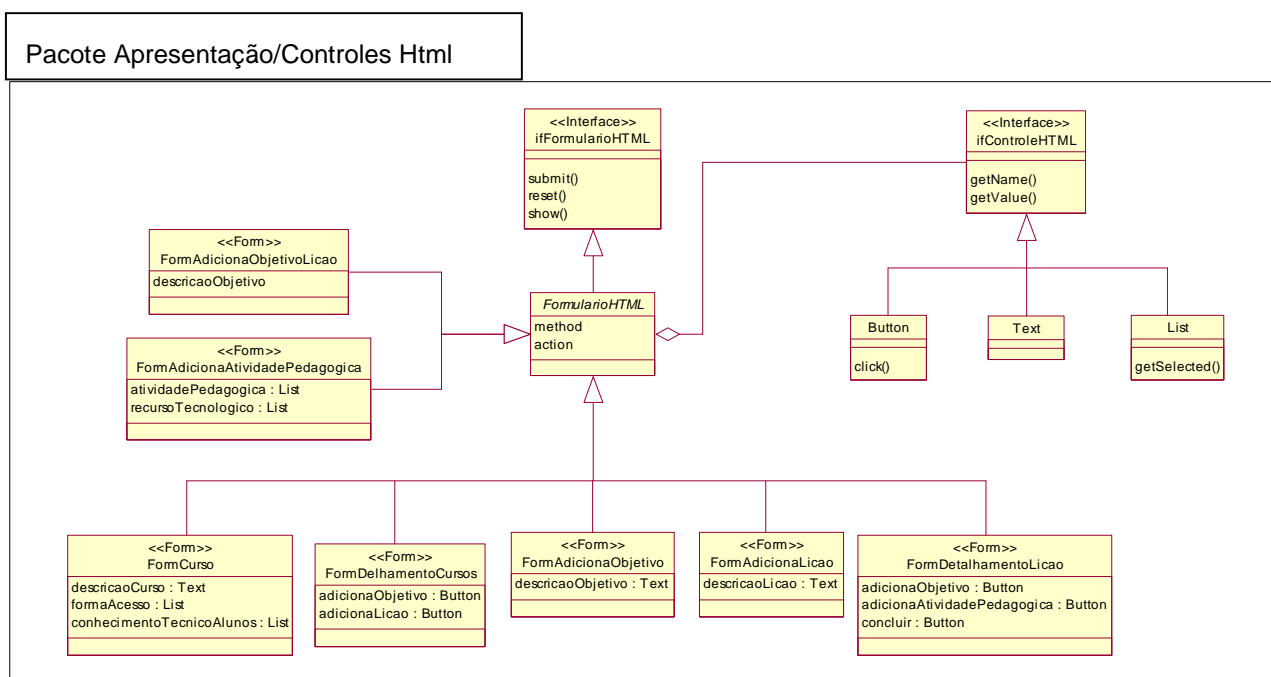 Pacote Apresentação/Controles Html
<<Interface>>
ifFormularioHTML
submit()
reset()
show()
<<Interface>>
ifControleHTML
getName()
getValue()
<<Form>>
FormAdicionaObjetivoLicao
descricaoObjetivo
FormularioHTML
method
action
Button
click()
Text
List
getSelected()
<<Form>>
FormAdicionaAtividadePedagogica
atividadePedagogica : List
recursoTecnologico : List
<<Form>>
FormCurso
descricaoCurso : Text
formaAcesso : List
conhecimentoTecnicoAlunos : List
<<Form>>
FormDelhamentoCursos
adicionaObjetivo : Button
adicionaLicao : Button
<<Form>>
FormAdicionaObjetivo
descricaoObjetivo : Text
<<Form>>
FormAdicionaLicao
descricaoLicao : Text
<<Form>>
FormDetalhamentoLicao
adicionaObjetivo : Button
adicionaAtividadePedagogica : Button
concluir : Button